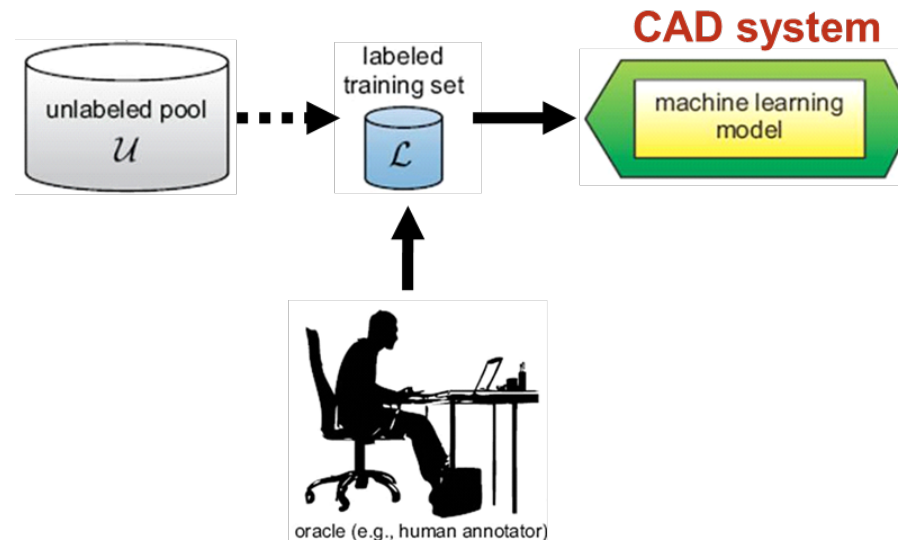 CAD system
unlabeled pool
𝒰
labeled
training set
ℒ
machine learning
model
oracle (e.g., human annotator)